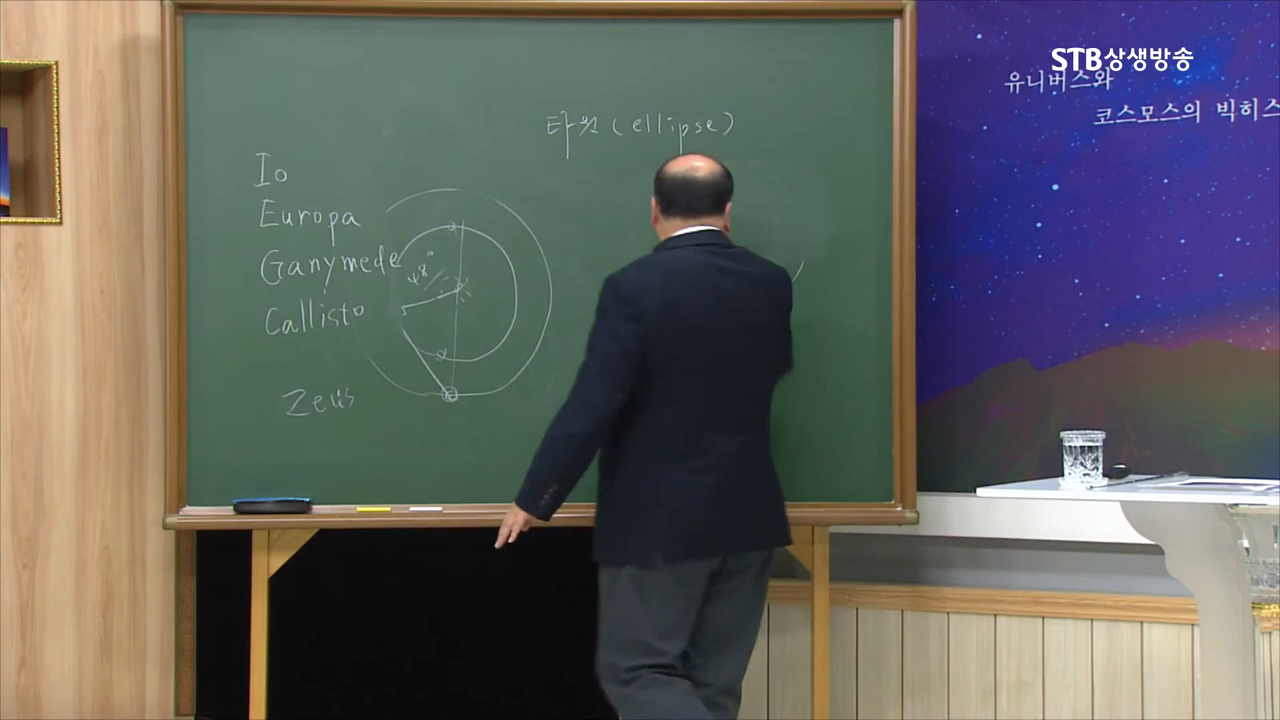 STB상생방송
유니버스와
코스모스의 빅히스
타원 (ellipse)
Io
Europa
Ganymede
Callisto
Zeus
48°